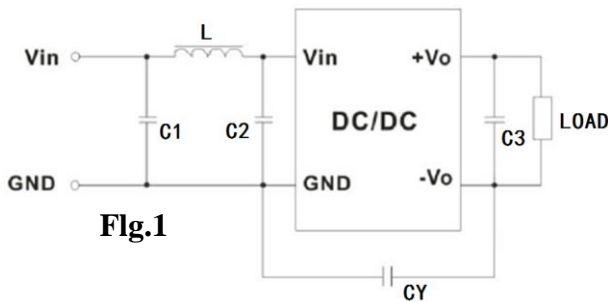 L
Vin
Vin
+Vo
C1
C2
DC/DC
C3
LOAD
GND
GND
-Vo
Flg.1
CY